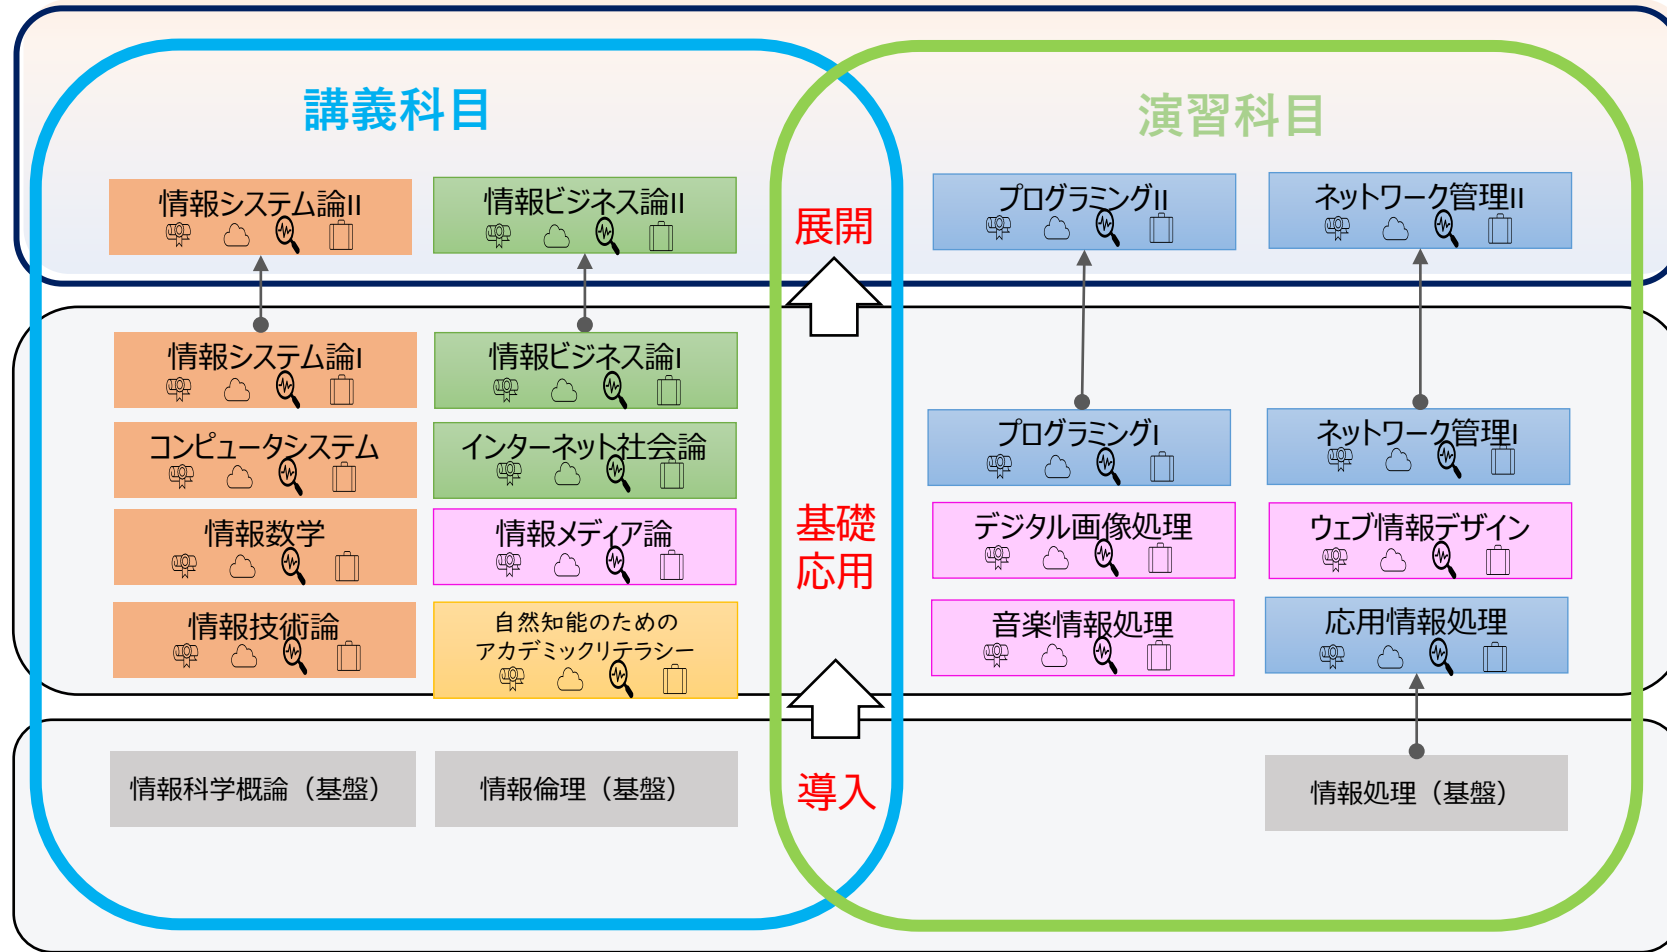 講義科目
演習科目
情報システム論II
情報ビジネス論II
展開
プログラミングII
ネットワーク管理II
情報システム論I
情報ビジネス論I
コンピュータシステム
インターネット社会論
プログラミングI
ネットワーク管理I
情報数学
情報メディア論
基礎
応用
デジタル画像処理
ウェブ情報デザイン
情報技術論
自然知能のための
アカデミックリテラシー
音楽情報処理
応用情報処理
情報科学概論（基盤）
情報倫理（基盤）
導入
情報処理（基盤）